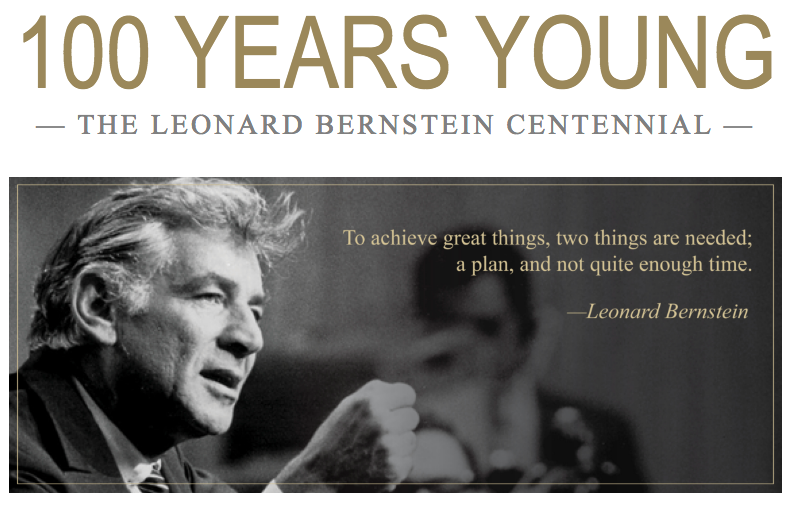 100 YEARS YOUNG
— THE LEONARD BERNSTEIN CENTENNIAL —
To achieve great things, two things are needed;
a plan, and not quite enough time.
—Leonard Bernstein